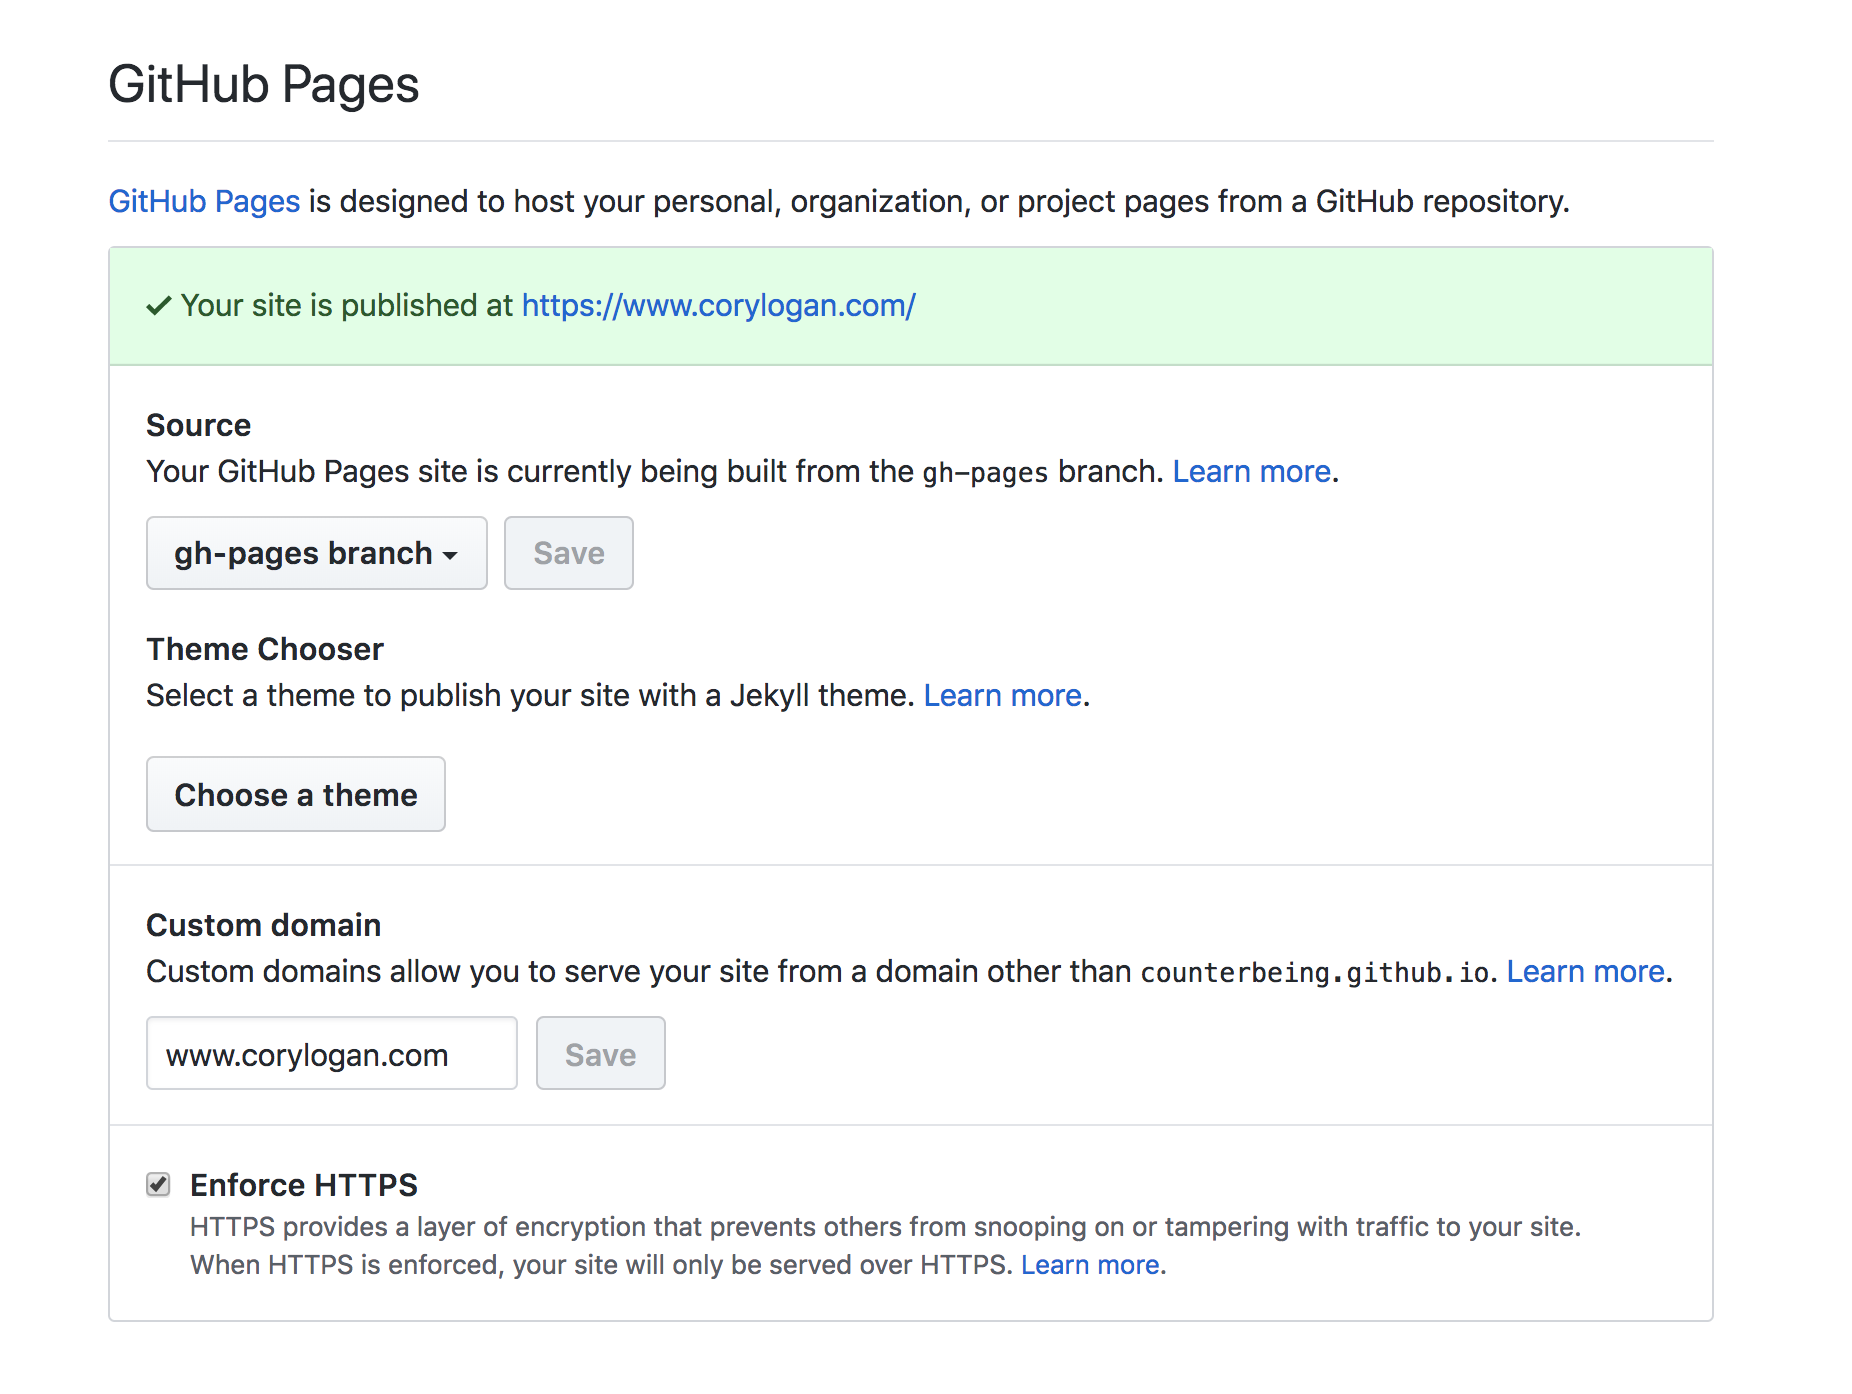 GitHub Pages
GitHub Pages is designed to host your personal, organization, or project pages from a GitHub repository.
Your site is published at https://www.corylogan.com/
Source
Your GitHub Pages site is currently being built from the gh-pages branch. Learn more.
gh-pages branch Save
Theme Chooser
Select a theme to publish your site with a Jekyll theme. Learn more.
Choose a theme
Custom domain
Custom domains allow you to serve your site from a domain other than counterbeing.github.io. Learn more.
www.corylogan.com Save
Enforce HTTPS
HTTPS provides a layer of encryption that prevents others from snooping on or tampering with traffic to your site.
When HTTPS is enforced, your site will only be served over HTTPS. Learn more.